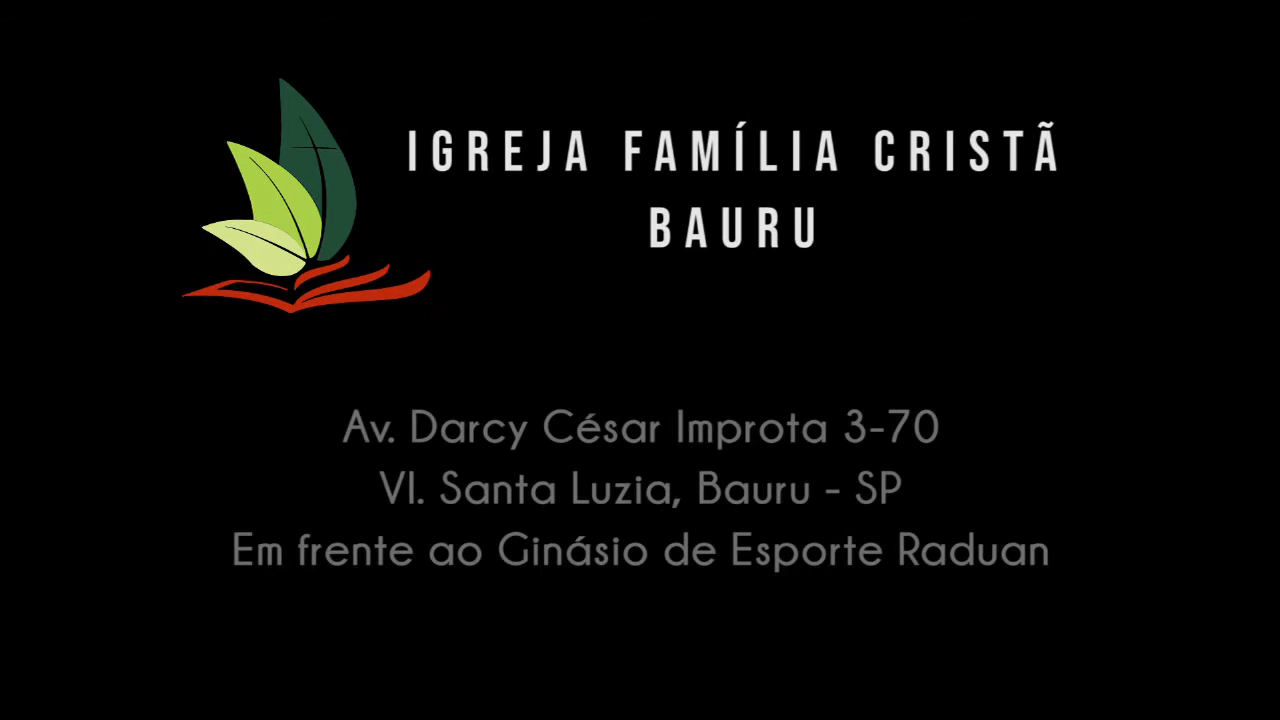 IGREJA FAMÍLIA CRISTÃ
BAURU
Av. Darcy César Improta 3-70
Vl. Santa Luzia, Bauru - SP
Em frente ao Ginásio de Esporte Raduan